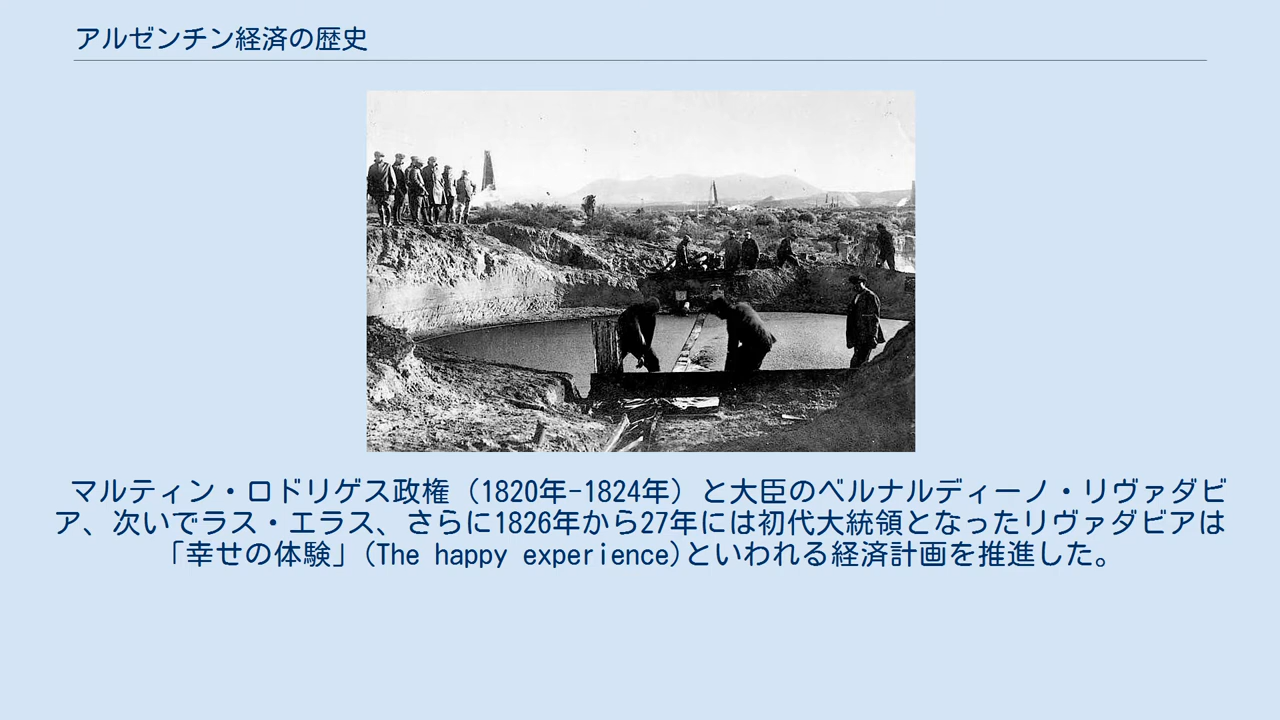 アルゼンチン経済の歴史
マルティン・ロドリゲス政権（1820年-1824年）と大臣のベルナルディーノ・リヴァダビ
ア、次いでラス・エラス、さらに1826年から27年には初代大統領となったリヴァダビアは
「幸せの体験」(The happy experience)といわれる経済計画を推進した。